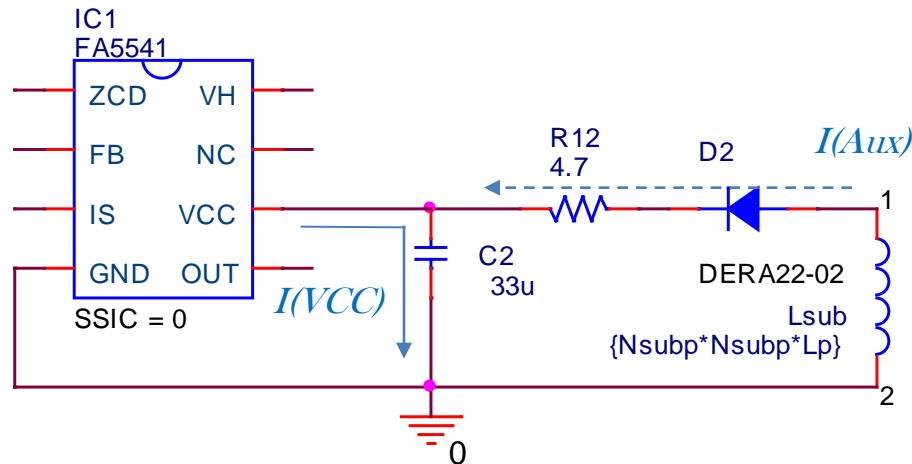 IC1
FA5541
ZCD VH
FB NC
IS VCC
GND OUT
SSIC = 0
I(VCC)
C2
33u
R12
4.7
D2
DERA22-02
I(Aux)
1
Lsub
{Nsubp*Nsubp*Lp}
2
0